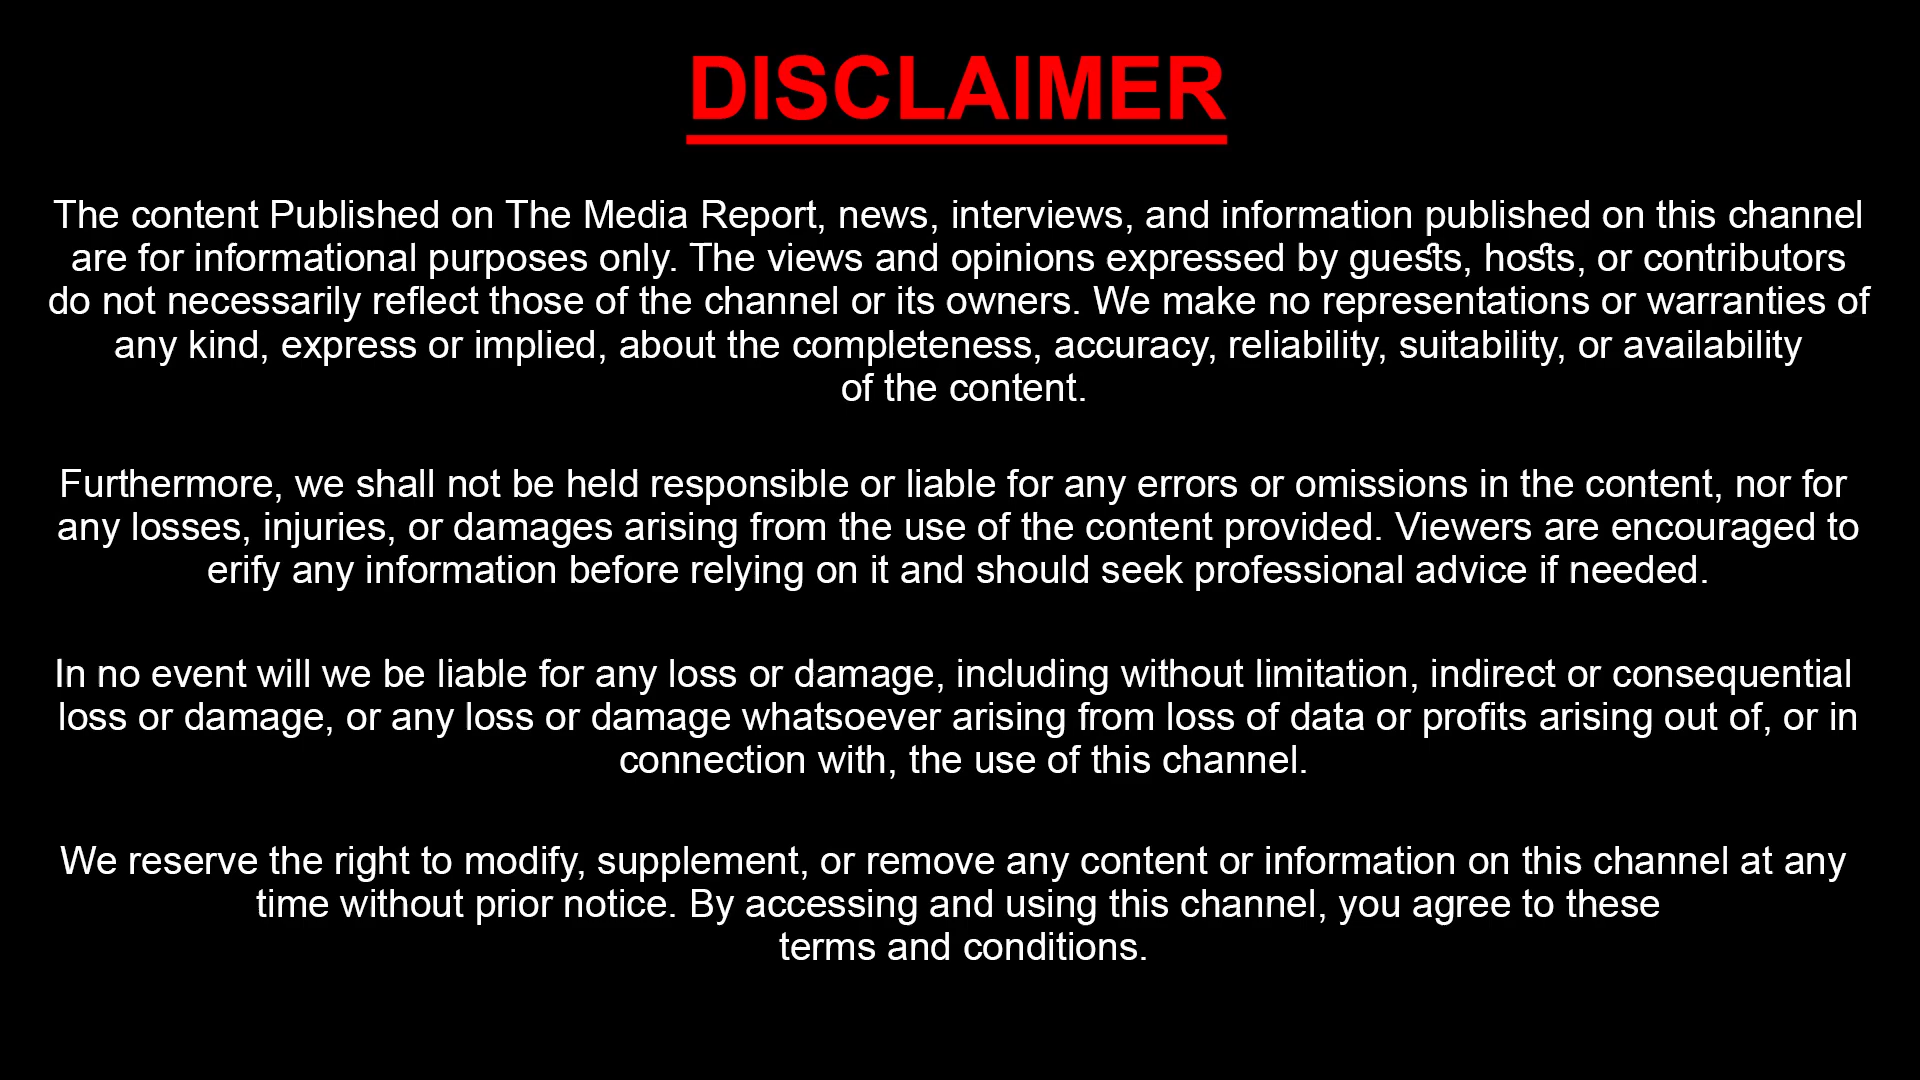 DISCLAIMER
The content Published on The Media Report, news, interviews, and information published on this channel
are for informational purposes only. The views and opinions expressed by guests, hosts, or contributors
do not necessarily reflect those of the channel or its owners. We make no representations or warranties of
any kind, express or implied, about the completeness, accuracy, reliability, suitability, or availability
of the content.
Furthermore, we shall not be held responsible or liable for any errors or omissions in the content, nor for
any losses, injuries, or damages arising from the use of the content provided. Viewers are encouraged to
erify any information before relying on it and should seek professional advice if needed.
In no event will we be liable for any loss or damage, including without limitation, indirect or consequential
loss or damage, or any loss or damage whatsoever arising from loss of data or profits arising out of, or in
connection with, the use of this channel.
We reserve the right to modify, supplement, or remove any content or information on this channel at any
time without prior notice. By accessing and using this channel, you agree to these
terms and conditions.